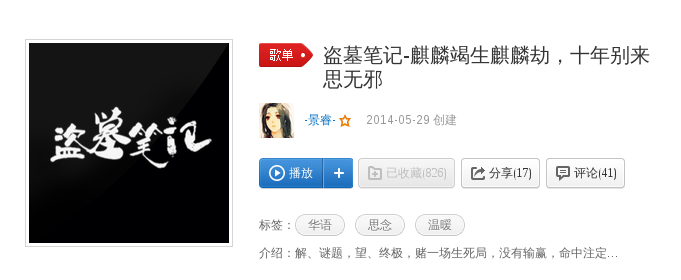 盗墓笔记
歌单
盗墓笔记-麒麟竭生麒麟劫，十年别来
思无邪
-景睿- 2014-05-29 创建
播放 + 已收藏(826) 分享(17) 评论(41)
标签： 华语 思念 温暖
介绍：解、谜题，望、终极，赌一场生死局，没有输赢，命中注定…